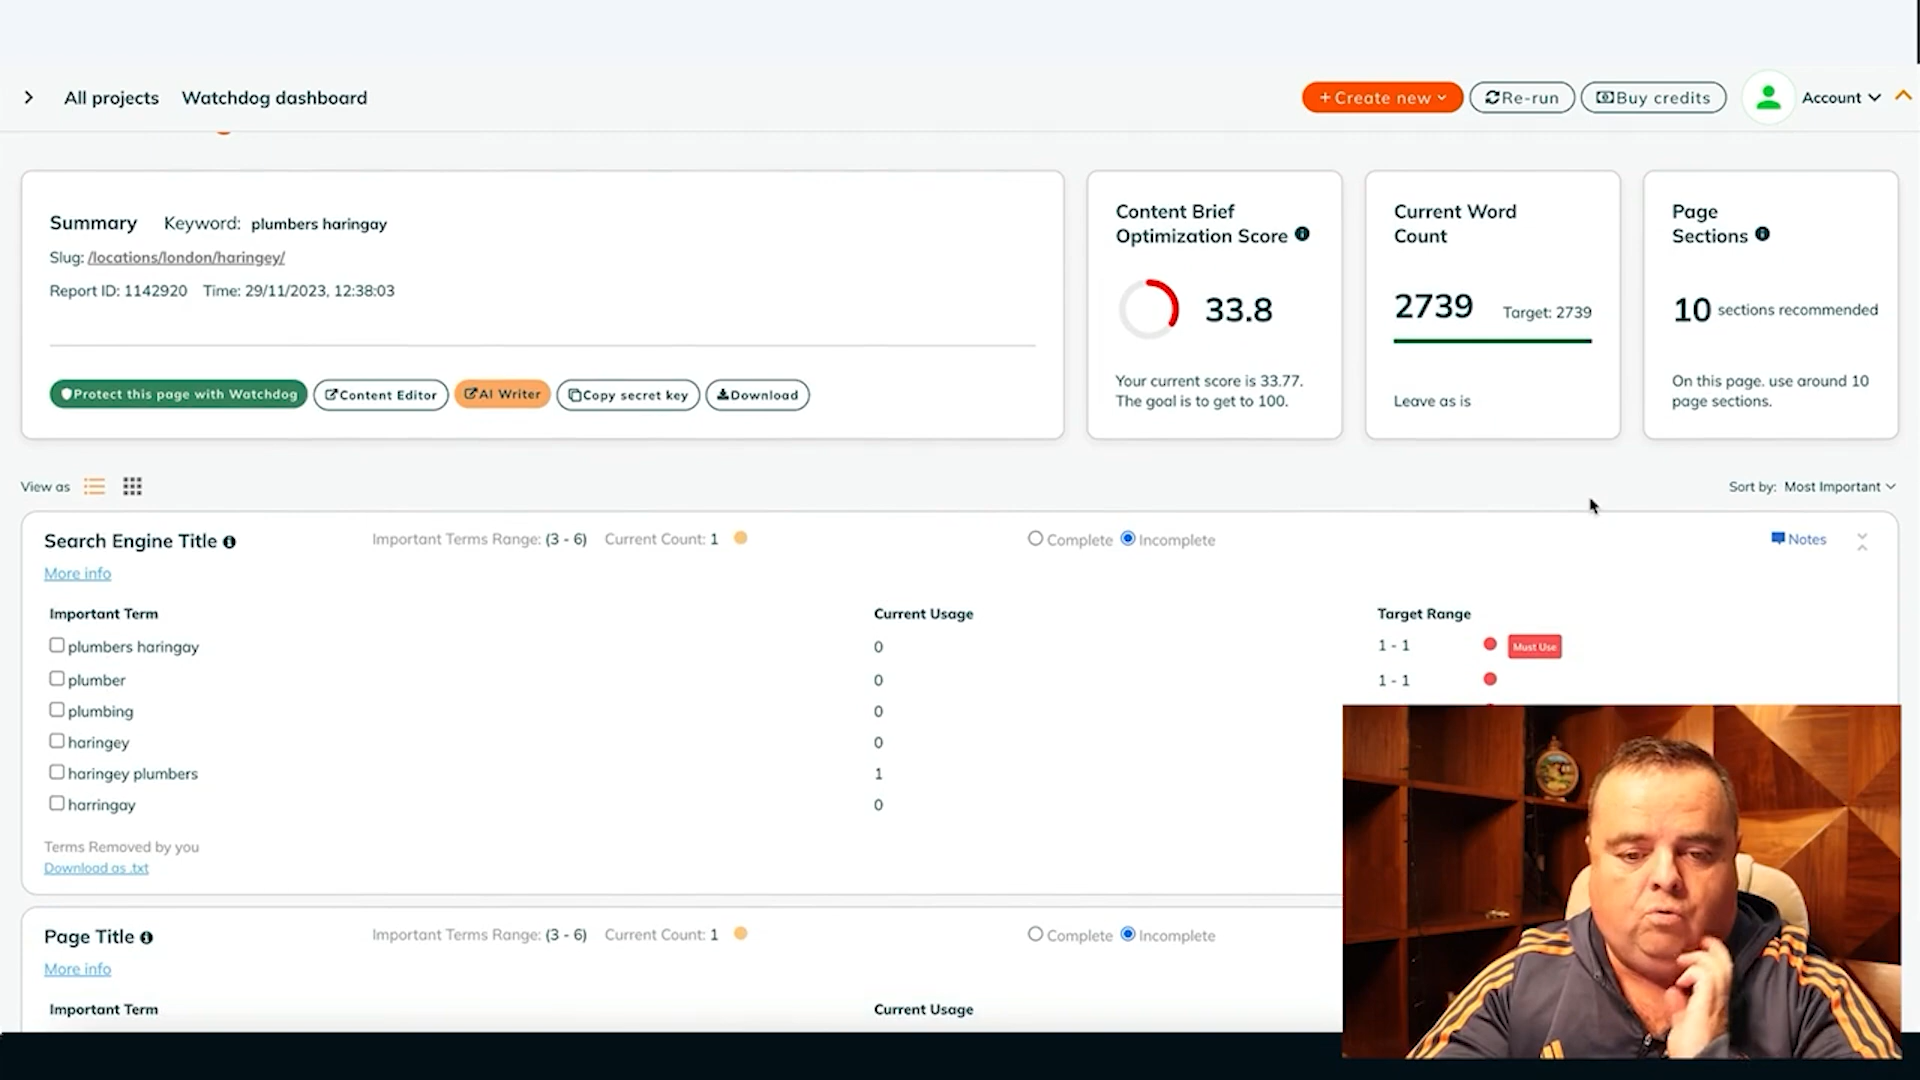 All projects
Watchdog dashboard
+ Create new
Re-run
Buy credits
Account
Summary Keyword: plumbers haringay
Slug: /locations/london/haringey/
Report ID: 1142920 Time: 29/11/2023, 12:38:03
Protect this page with Watchdog
Content Editor
AI Writer
Copy secret key
Download
Content Brief
Optimization Score
33.8
Your current score is 33.77.
The goal is to get to 100.
Current Word
Count
2739 Target: 2739
Leave as is
Page
Sections
10 sections recommended
On this page. use around 10
page sections.
View as
Sort by: Most Important
Search Engine Title
Important Terms Range: (3 - 6) Current Count: 1
Complete Incomplete
Notes
More info
Important Term Current Usage Target Range
plumbers haringay 0 1 - 1 Must Use
plumber 0 1 - 1
plumbing 0
haringey 0
haringey plumbers 1
harringay 0
Terms Removed by you
Download as .txt
Page Title
Important Terms Range: (3 - 6) Current Count: 1
Complete Incomplete
More info
Important Term Current Usage